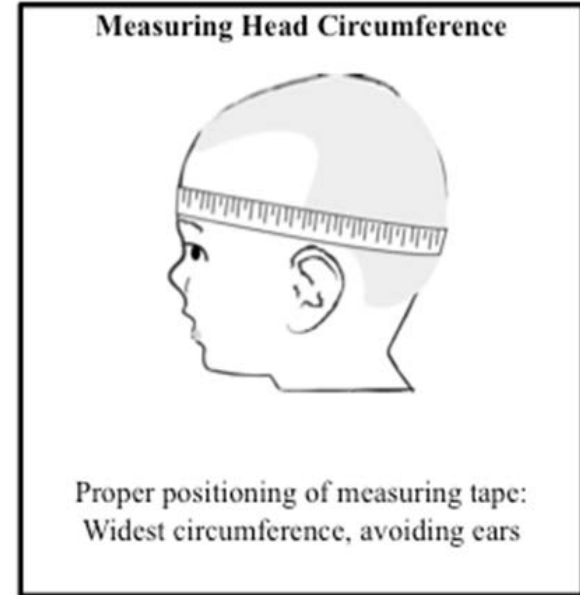 Measuring Head Circumference
Proper positioning of measuring tape:
Widest circumference, avoiding ears